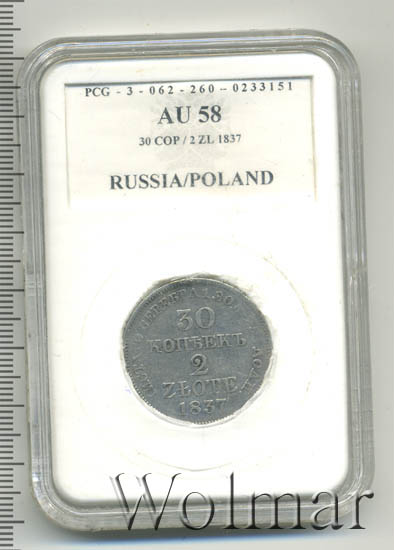 PCG - 3 - 062 - 260 -- 0233151
AU 58
30 COP / 2 ZL 1837
RUSSIA/POLAND
30
КОПѢЕКЪ
2
ZŁOTE
1837
Wolmar